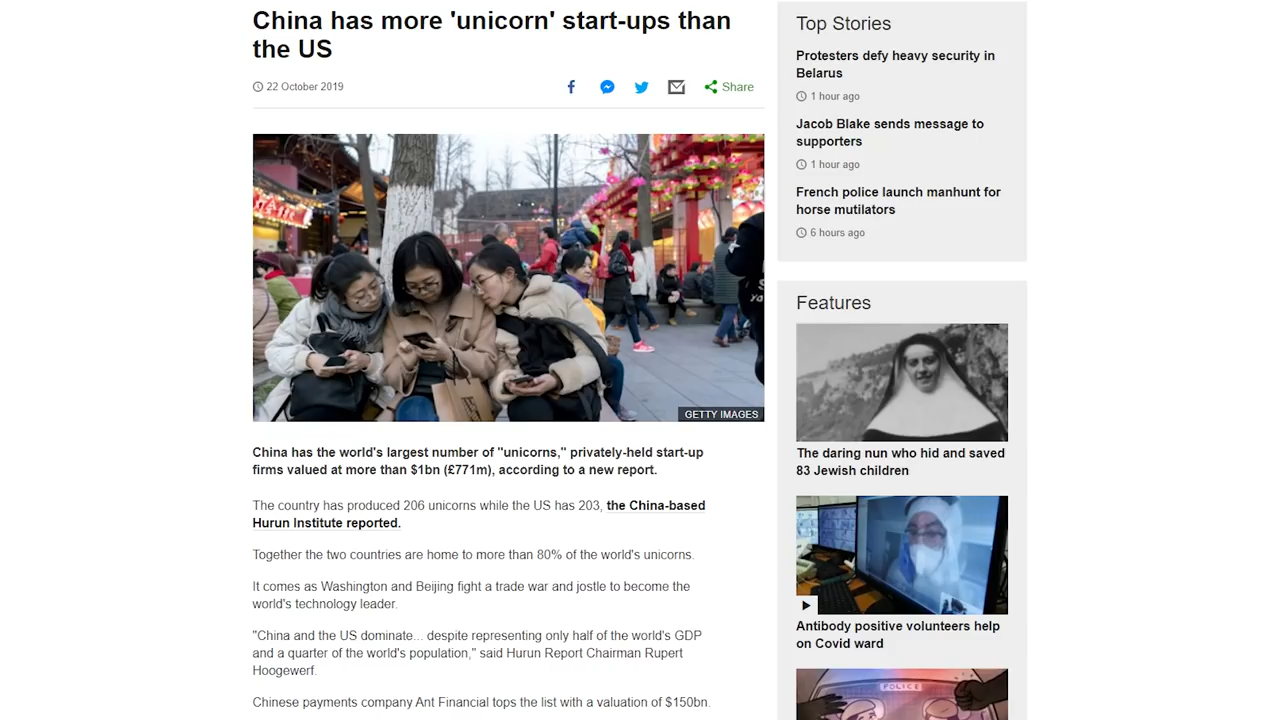 China has more 'unicorn' start-ups than
the US
22 October 2019
Share
GETTY IMAGES
China has the world's largest number of "unicorns," privately-held start-up
firms valued at more than $1bn (£771m), according to a new report.
The country has produced 206 unicorns while the US has 203, the China-based
Hurun Institute reported.
Together the two countries are home to more than 80% of the world's unicorns.
It comes as Washington and Beijing fight a trade war and jostle to become the
world's technology leader.
"China and the US dominate... despite representing only half of the world's GDP
and a quarter of the world's population," said Hurun Report Chairman Rupert
Hoogewerf.
Chinese payments company Ant Financial tops the list with a valuation of $150bn.
Top Stories
Protesters defy heavy security in
Belarus
1 hour ago
Jacob Blake sends message to
supporters
1 hour ago
French police launch manhunt for
horse mutilators
6 hours ago
Features
The daring nun who hid and saved
83 Jewish children
Antibody positive volunteers help
on Covid ward
POLICE